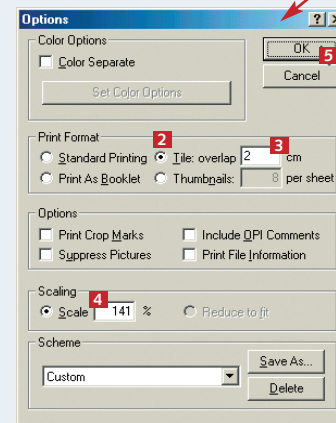 Options
Color Options
Color Separate
Set Color Options
OK
5
Cancel
Print Format
2
3
Standard Printing Tile: overlap 2 cm
Print As Booklet Thumbnails: 8 per sheet
Options
Print Crop Marks Include OPI Comments
Suppress Pictures Print File Information
Scaling
4
Scale 141 % Reduce to fit
Scheme
Custom
Save As...
Delete